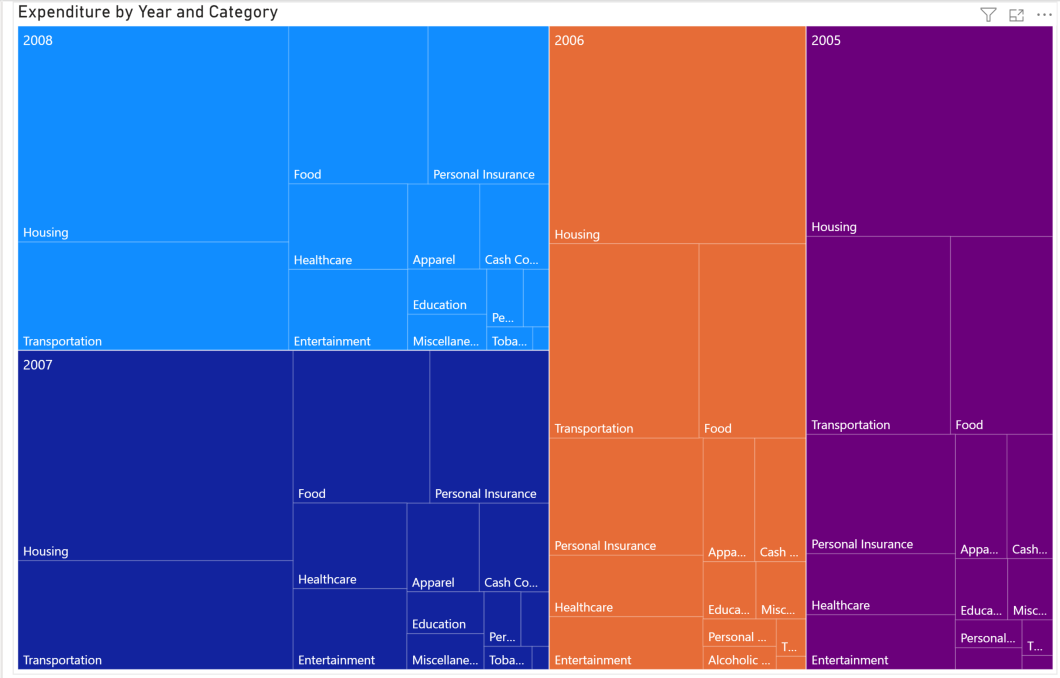 Expenditure by Year and Category
2008
Housing
Transportation
Food
Personal Insurance
Healthcare
Apparel
Cash Co...
Entertainment
Education
Miscellane...
Pe...
Toba...
2007
Housing
Transportation
Food
Personal Insurance
Healthcare
Apparel
Cash Co...
Entertainment
Education
Miscellane...
Per...
Toba...
2006
Housing
Transportation
Food
Personal Insurance
Appa...
Cash ...
Healthcare
Educa...
Misc...
Entertainment
Personal ...
T...
Alcoholic ...
2005
Housing
Transportation
Food
Personal Insurance
Appa...
Cash...
Healthcare
Educa...
Misc...
Entertainment
Personal...
T...